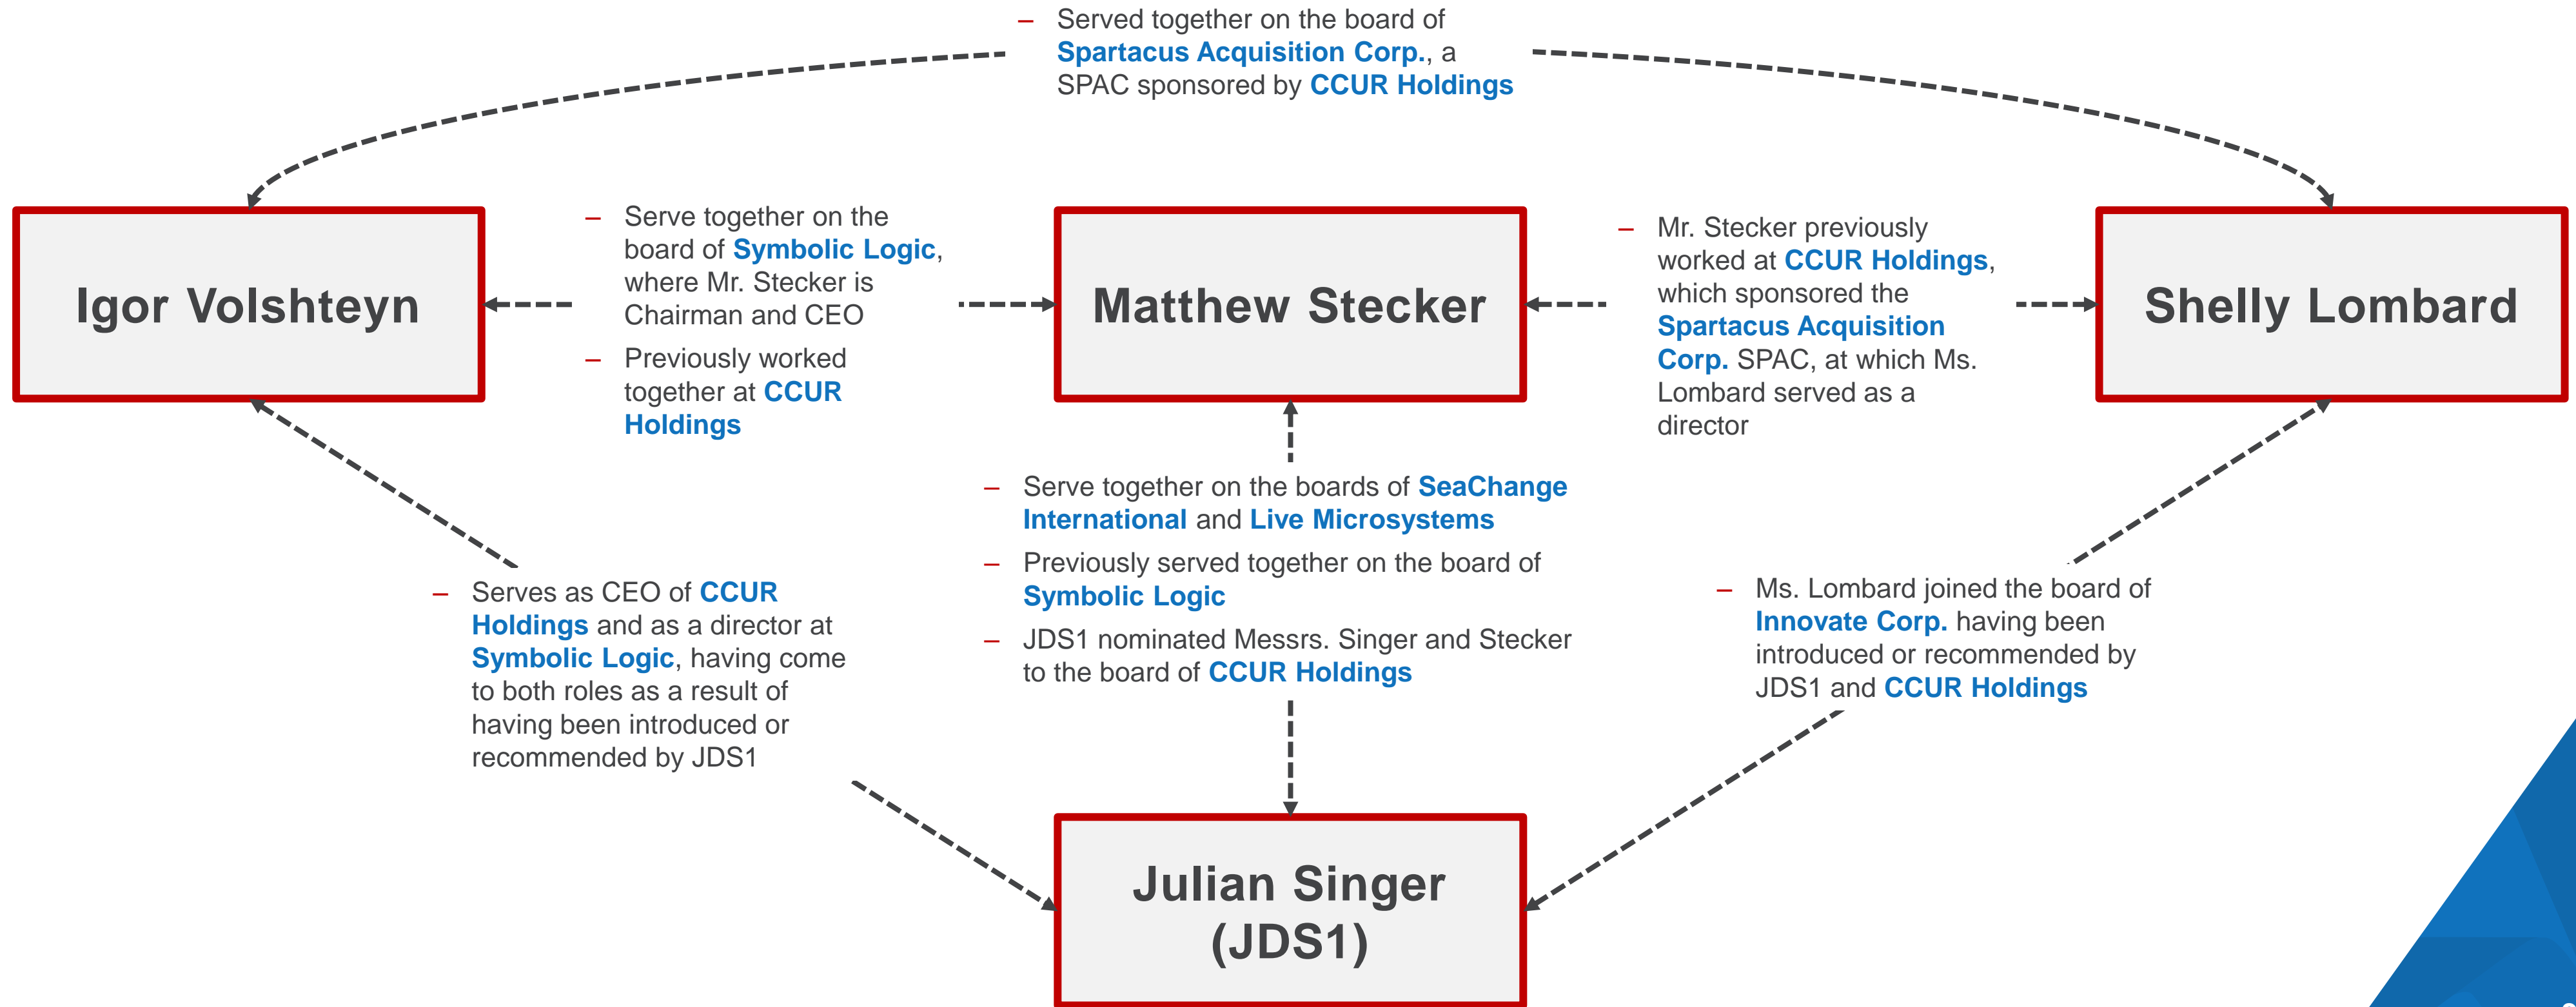 – Served together on the board of
Spartacus Acquisition Corp., a
SPAC sponsored by CCUR Holdings
Igor Volshteyn
– Serve together on the
board of Symbolic Logic,
where Mr. Stecker is
Chairman and CEO
– Previously worked
together at CCUR
Holdings
Matthew Stecker
– Mr. Stecker previously
worked at CCUR Holdings,
which sponsored the
Spartacus Acquisition
Corp. SPAC, at which Ms.
Lombard served as a
director
Shelly Lombard
– Serves as CEO of CCUR
Holdings and as a director at
Symbolic Logic, having come
to both roles as a result of
having been introduced or
recommended by JDS1
– Serve together on the boards of SeaChange
International and Live Microsystems
– Previously served together on the board of
Symbolic Logic
– JDS1 nominated Messrs. Singer and Stecker
to the board of CCUR Holdings
– Ms. Lombard joined the board of
Innovate Corp. having been
introduced or recommended by
JDS1 and CCUR Holdings
Julian Singer
(JDS1)